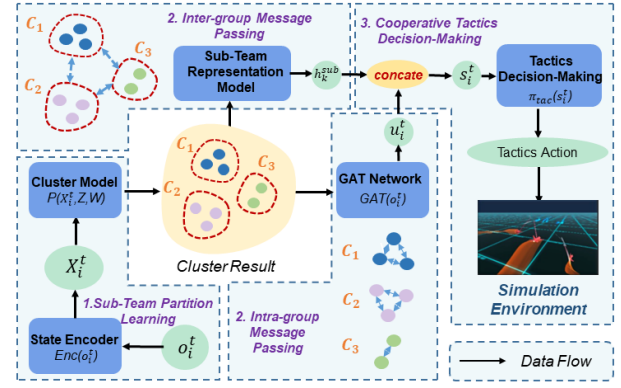 C₁
C₂
C₃
2. Inter-group Message
Passing
Sub-Team
Representation
Model
h_k^{sub}
3. Cooperative Tactics
Decision-Making
concate
s_i^t
Tactics
Decision-Making
π_{tac}(s_i^t)
u_i^t
Tactics Action
Cluster Model
P(X_i^t,Z,W)
C₁
C₂
C₃
Cluster Result
GAT Network
GAT(o_i^t)
X_i^t
1.Sub-Team Partition
Learning
State Encoder
Enc(o_i^t)
o_i^t
2. Intra-group
Message
Passing
C₁
C₂
C₃
Simulation
Environment
Data Flow